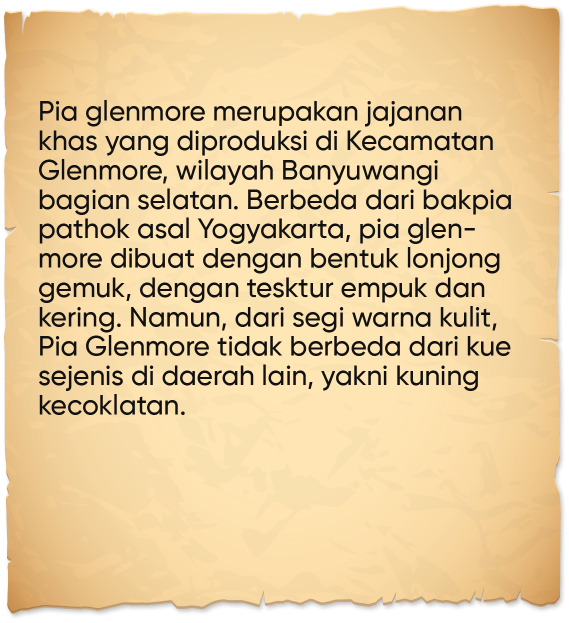 Pia glenmore merupakan jajanan
khas yang diproduksi di Kecamatan
Glenmore, wilayah Banyuwangi
bagian selatan. Berbeda dari bakpia
pathok asal Yogyakarta, pia glen-
more dibuat dengan bentuk lonjong
gemuk, dengan tesktur empuk dan
kering. Namun, dari segi warna kulit,
Pia Glenmore tidak berbeda dari kue
sejenis di daerah lain, yakni kuning
kecoklatan.